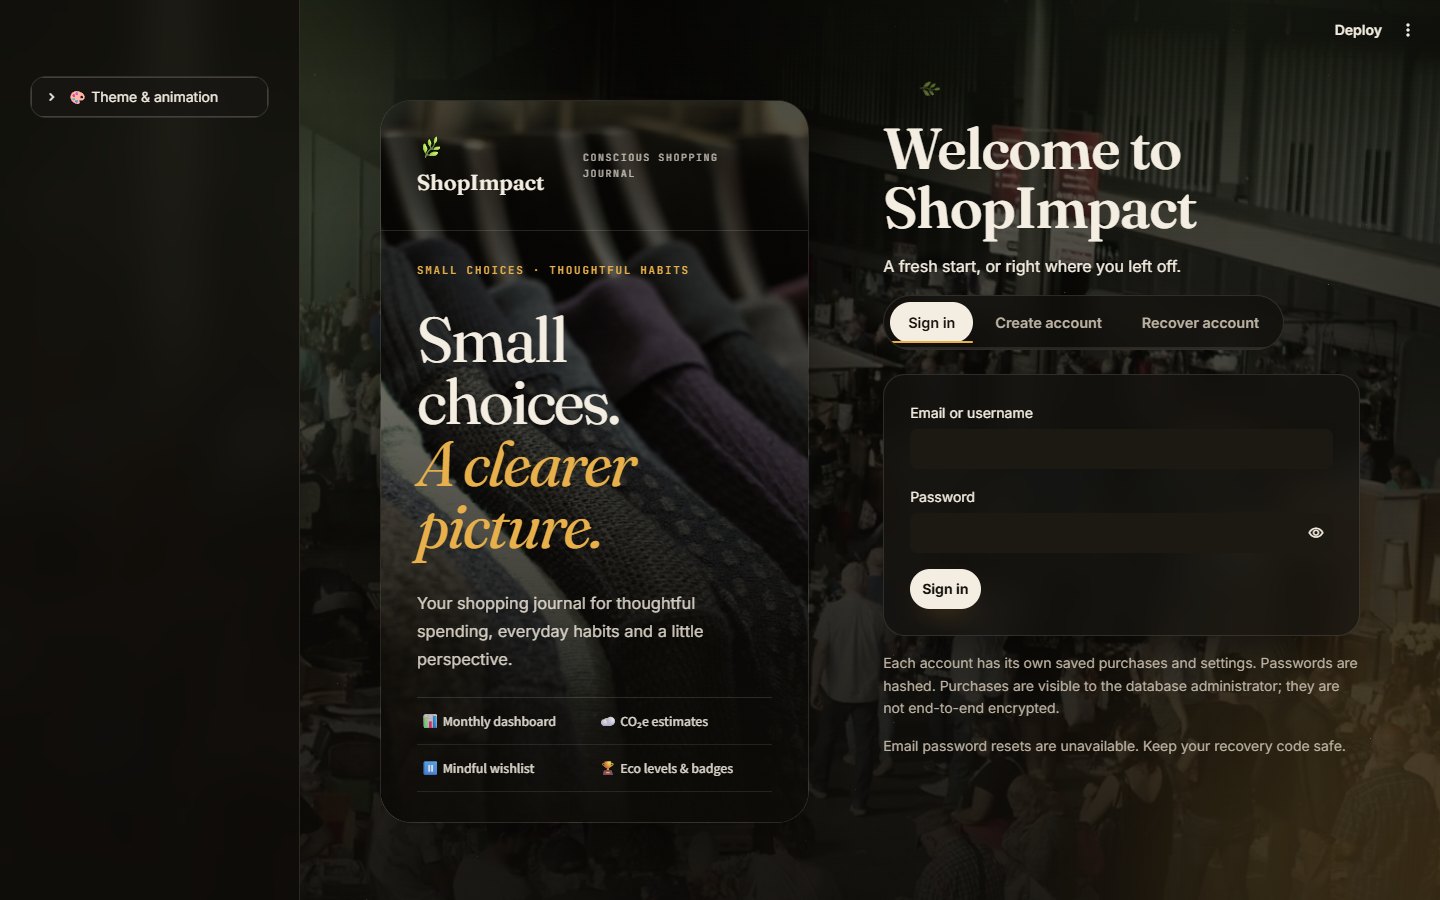 Deploy
Theme & animation
ShopImpact
CONSCIOUS SHOPPING
JOURNAL
SMALL CHOICES · THOUGHTFUL HABITS
Small
choices.
A clearer
picture.
Your shopping journal for thoughtful
spending, everyday habits and a little
perspective.
Monthly dashboard
CO₂e estimates
Mindful wishlist
Eco levels & badges
Welcome to
ShopImpact
A fresh start, or right where you left off.
Sign in
Create account
Recover account
Email or username
Password
Sign in
Each account has its own saved purchases and settings. Passwords are
hashed. Purchases are visible to the database administrator; they are
not end-to-end encrypted.
Email password resets are unavailable. Keep your recovery code safe.